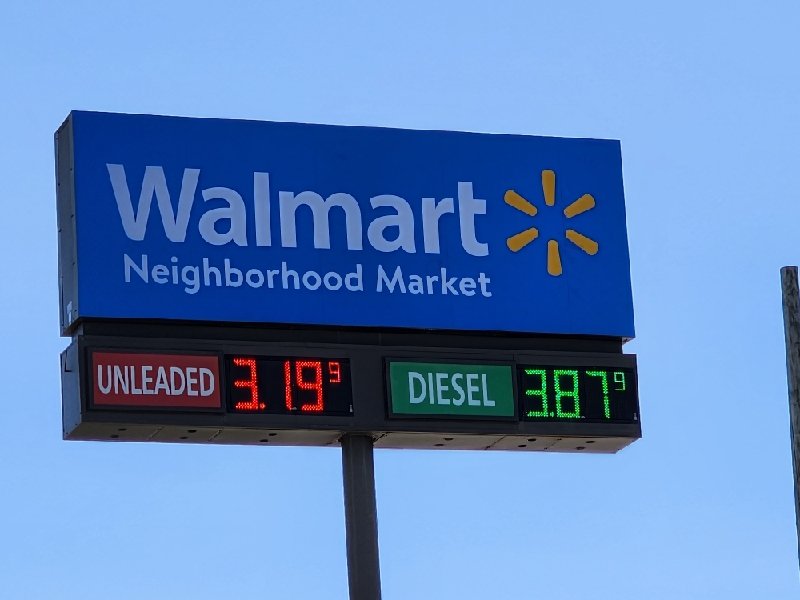 Walmart
Neighborhood Market
UNLEADED 3.19 9 DIESEL 3.87 9